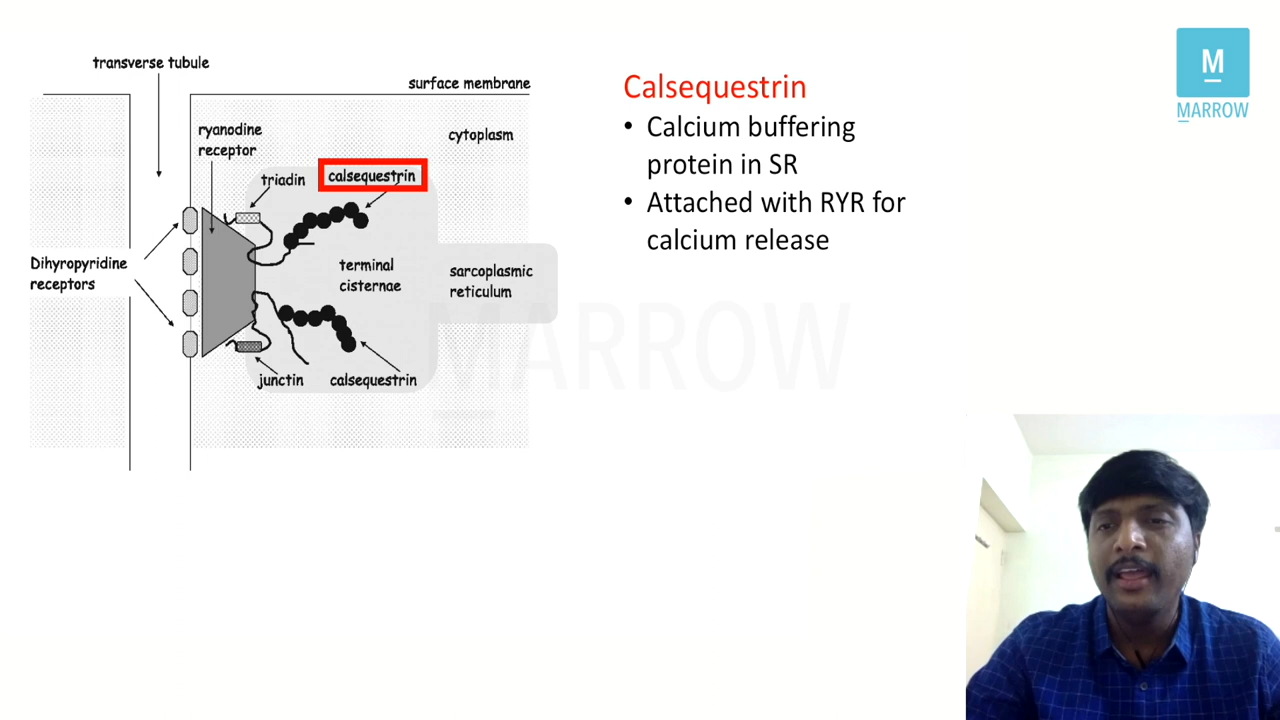 transverse tubule
surface membrane
ryanodine
receptor
cytoplasm
triadin
calsequestrin
Dihyropyridine
receptors
terminal
cisternae
sarcoplasmic
reticulum
junctin
calsequestrin
Calsequestrin
• Calcium buffering
protein in SR
• Attached with RYR for
calcium release
M
MARROW
MARROW